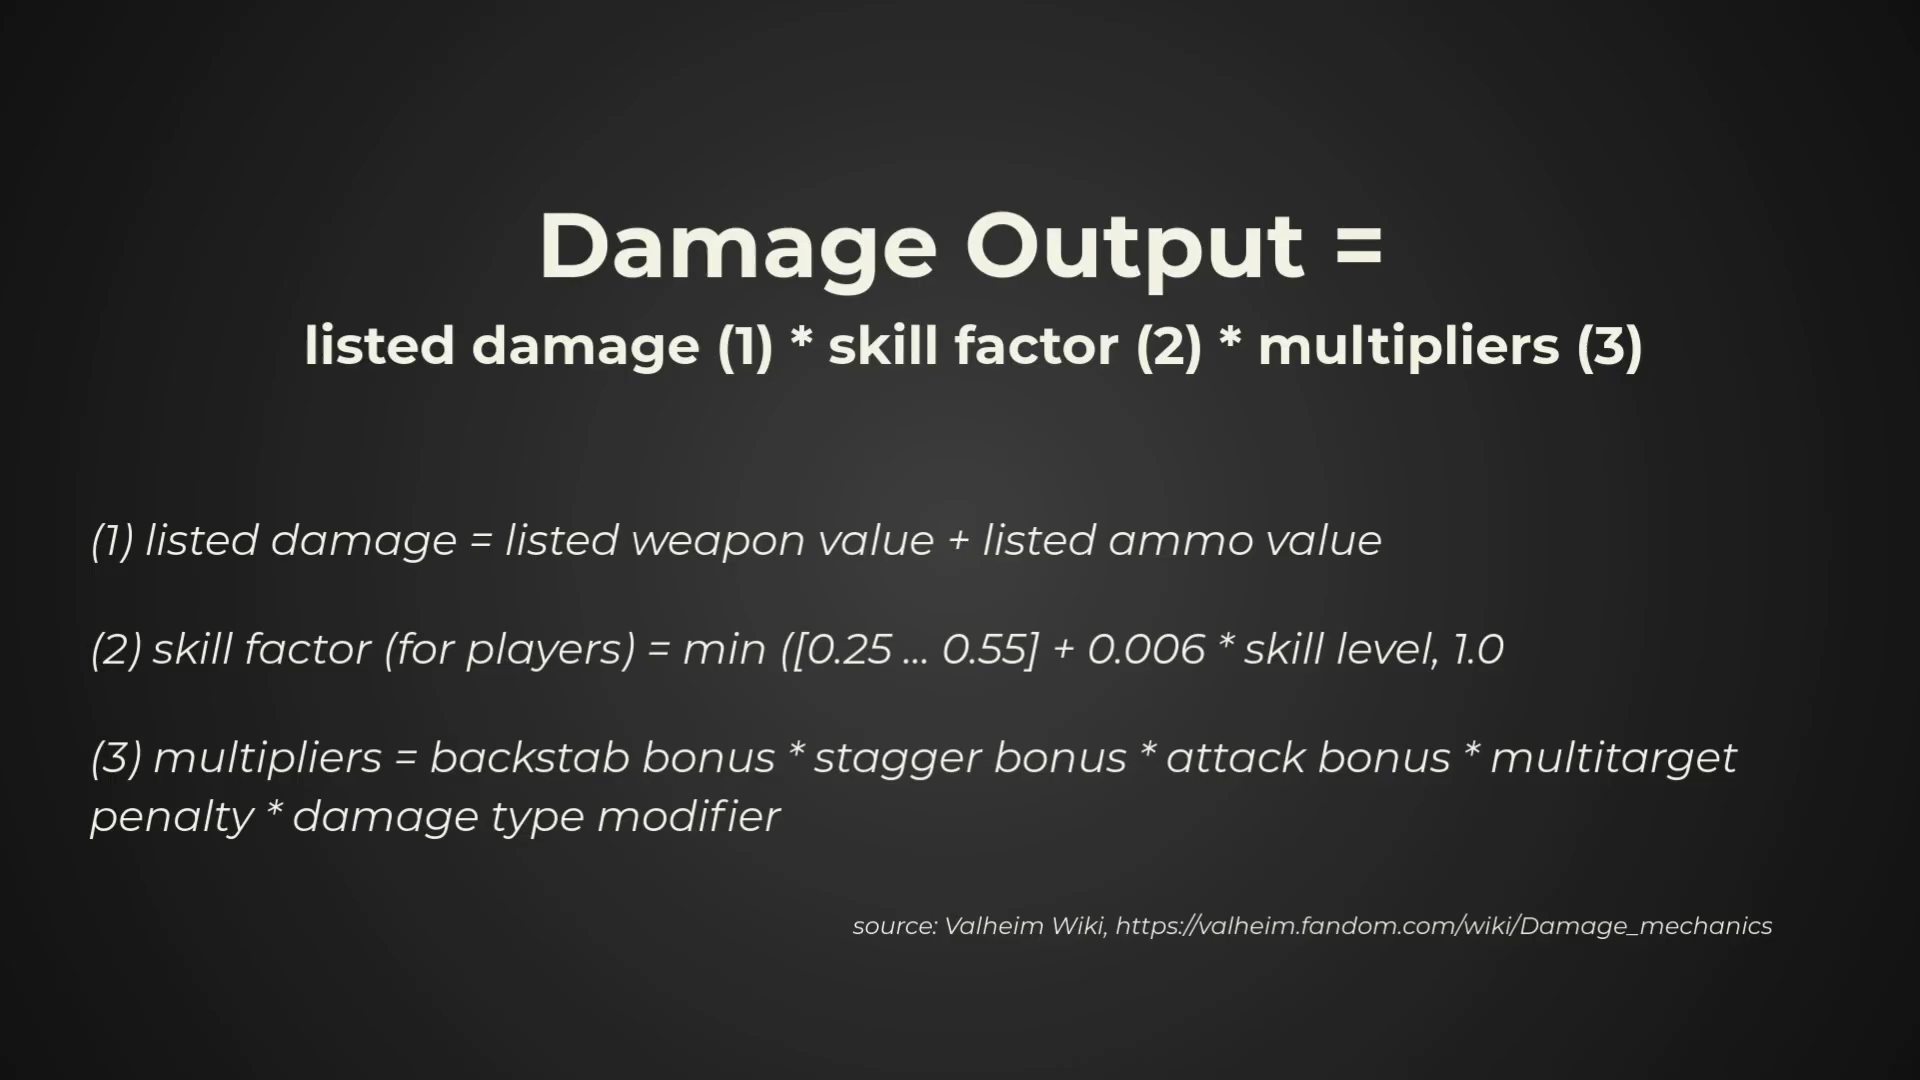 Damage Output =
listed damage (1) * skill factor (2) * multipliers (3)
(1) listed damage = listed weapon value + listed ammo value
(2) skill factor (for players) = min ([0.25 ... 0.55] + 0.006 * skill level, 1.0
(3) multipliers = backstab bonus * stagger bonus * attack bonus * multitarget
penalty * damage type modifier
source: Valheim Wiki, https://valheim.fandom.com/wiki/Damage_mechanics